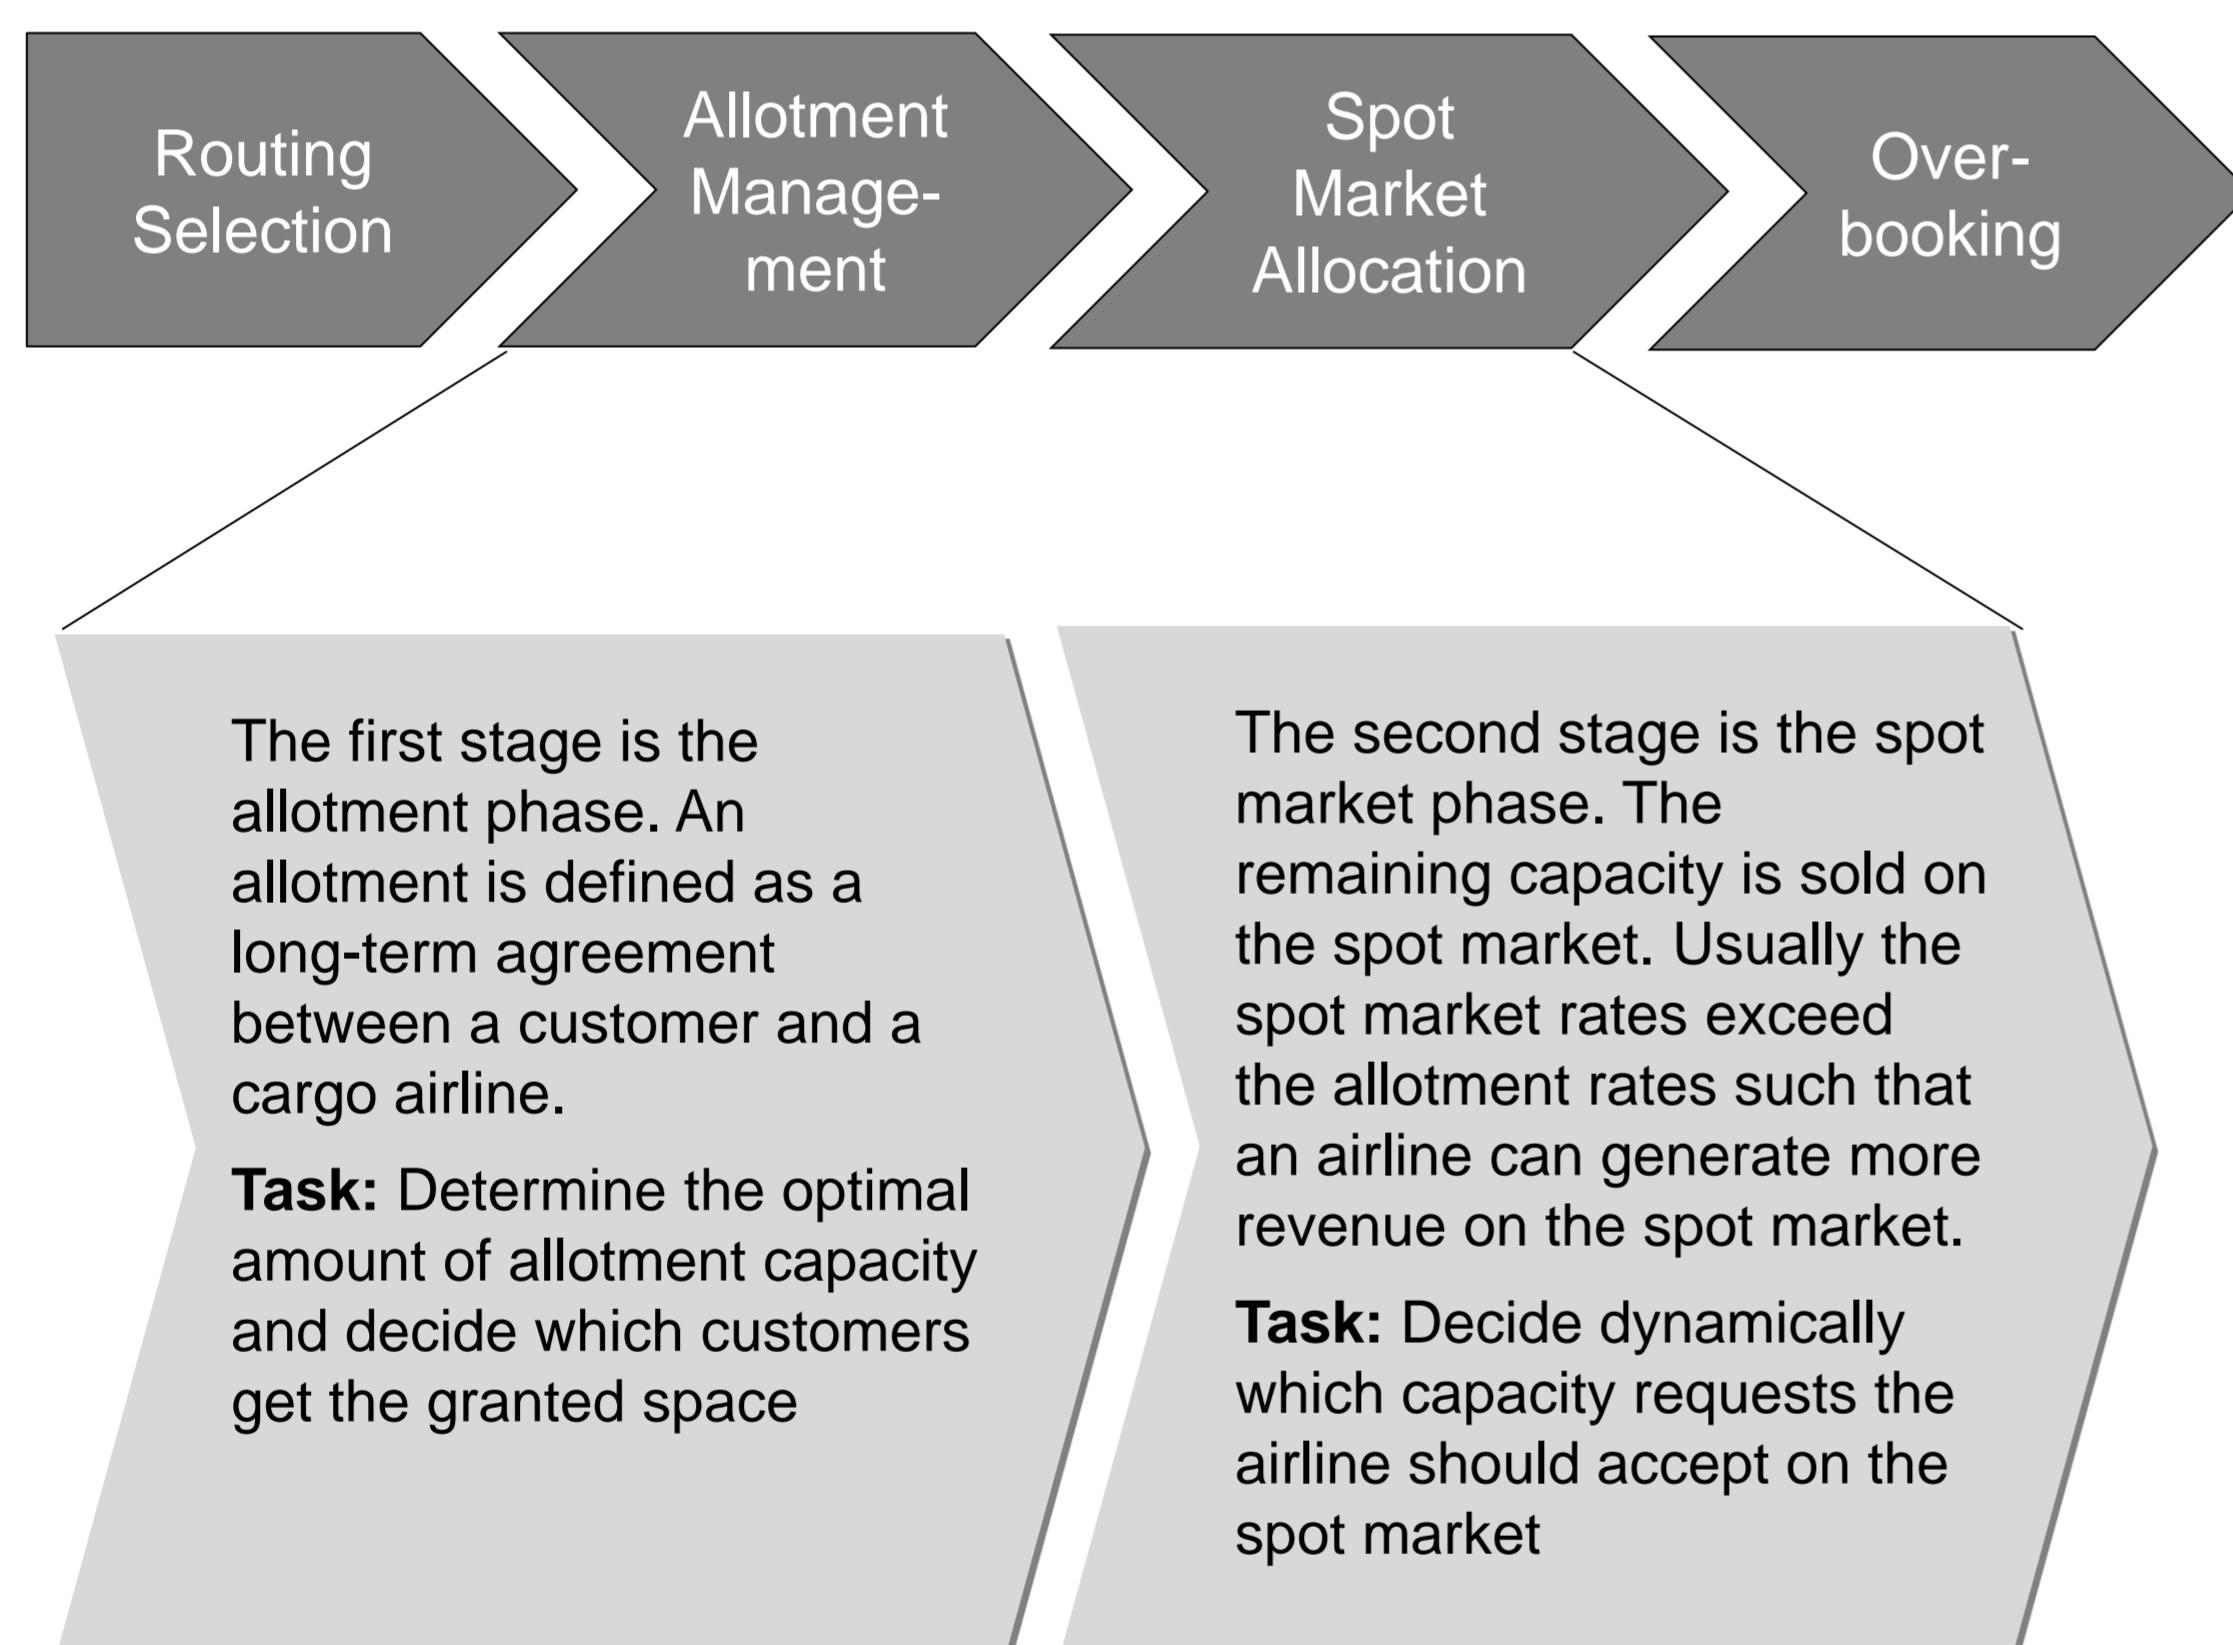 Routing
Selection
Allotment
Manage-
ment
Spot
Market
Allocation
Over-
booking
The first stage is the
allotment phase. An
allotment is defined as a
long-term agreement
between a customer and a
cargo airline.
Task: Determine the optimal
amount of allotment capacity
and decide which customers
get the granted space
The second stage is the spot
market phase. The
remaining capacity is sold on
the spot market. Usually the
spot market rates exceed
the allotment rates such that
an airline can generate more
revenue on the spot market.
Task: Decide dynamically
which capacity requests the
airline should accept on the
spot market